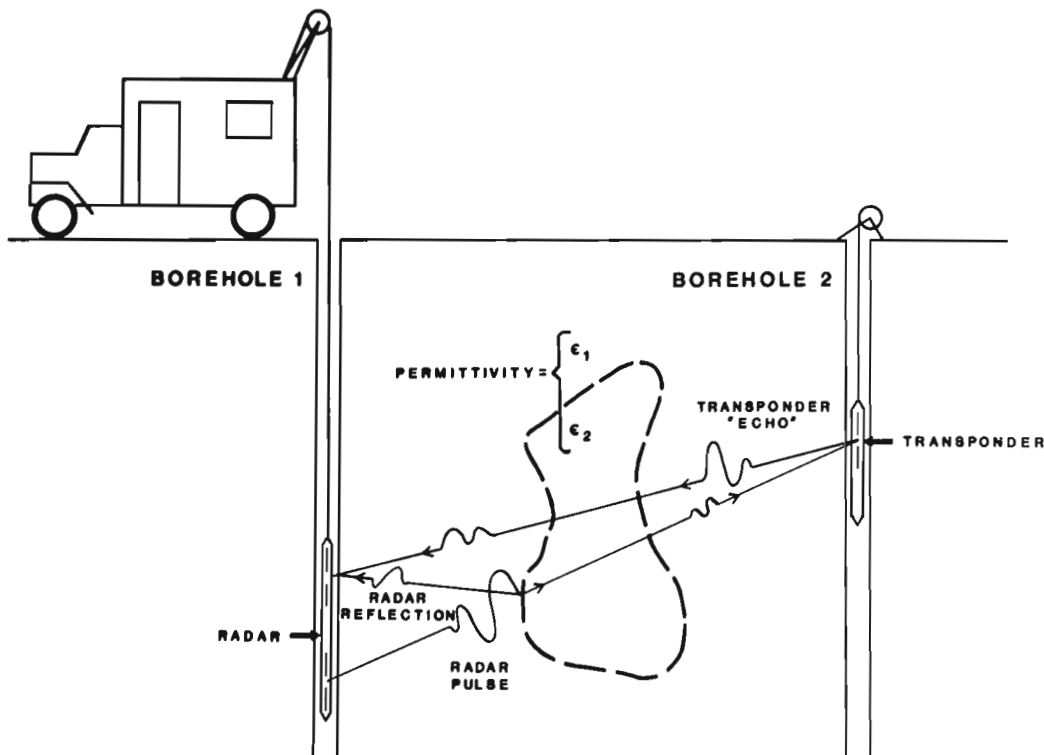 BOREHOLE 1
BOREHOLE 2
PERMITTIVITY = { ϵ1
ϵ2
TRANSPONDER
"ECHO"
TRANSPONDER
RADAR
REFLECTION
RADAR
RADAR
PULSE